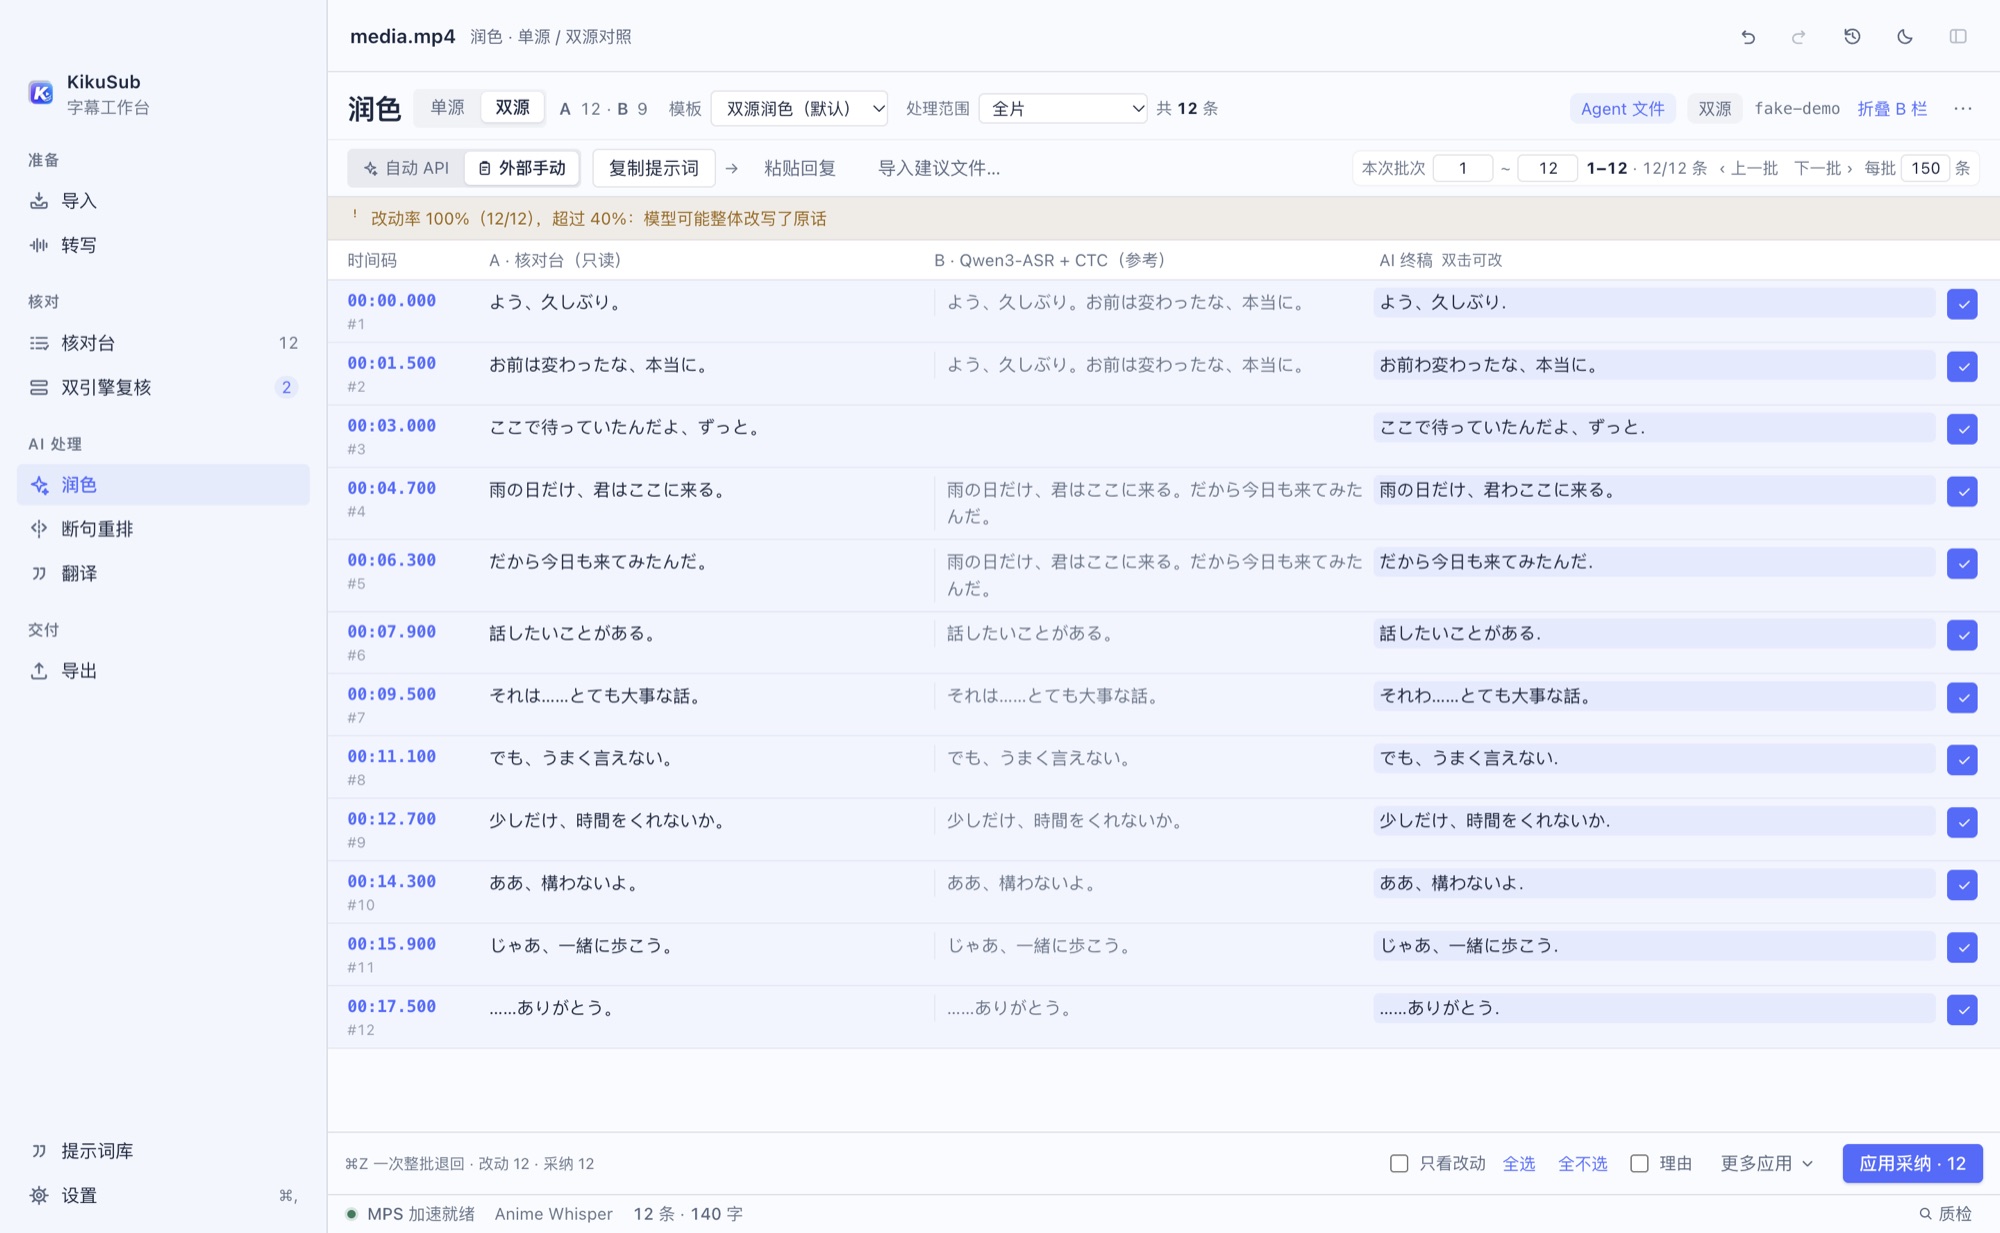 KikuSub
字幕工作台
准备
导入
转写
核对
核对台 12
双引擎复核 2
AI 处理
润色
断句重排
翻译
交付
导出
提示词库
设置 ⌘,
media.mp4 润色 · 单源 / 双源对照
润色 单源 双源 A 12 · B 9 模板 双源润色（默认） 处理范围 全片 共 12 条 Agent 文件 双源 fake-demo 折叠 B 栏 ···
自动 API 外部手动 复制提示词 → 粘贴回复 导入建议文件... 本次批次 1 ~ 12 1–12 · 12/12 条 ‹ 上一批 下一批 › 每批 150 条
! 改动率 100%（12/12），超过 40%：模型可能整体改写了原话
时间码 A · 核对台（只读） B · Qwen3-ASR + CTC（参考） AI 终稿 双击可改
00:00.000 よう、久しぶり。 よう、久しぶり。お前は変わったな、本当に。 よう、久しぶり.
#1
00:01.500 お前は変わったな、本当に。 よう、久しぶり。お前は変わったな、本当に。 お前わ変わったな、本当に。
#2
00:03.000 ここで待っていたんだよ、ずっと。 ここで待っていたんだよ、ずっと.
#3
00:04.700 雨の日だけ、君はここに来る。 雨の日だけ、君はここに来る。だから今日も来てみた 雨の日だけ、君わここに来る。
#4 んだ。
00:06.300 だから今日も来てみたんだ。 雨の日だけ、君はここに来る。だから今日も来てみた だから今日も来てみたんだ.
#5 んだ。
00:07.900 話したいことがある。 話したいことがある。 話したいことがある.
#6
00:09.500 それは……とても大事な話。 それは……とても大事な話。 それわ……とても大事な話。
#7
00:11.100 でも、うまく言えない。 でも、うまく言えない。 でも、うまく言えない.
#8
00:12.700 少しだけ、時間をくれないか。 少しだけ、時間をくれないか。 少しだけ、時間をくれないか.
#9
00:14.300 ああ、構わないよ。 ああ、構わないよ。 ああ、構わないよ.
#10
00:15.900 じゃあ、一緒に歩こう。 じゃあ、一緒に歩こう。 じゃあ、一緒に歩こう.
#11
00:17.500 ……ありがとう。 ……ありがとう。 ……ありがとう.
#12
⌘Z 一次整批退回 · 改动 12 · 采纳 12 只看改动 全选 全不选 理由 更多应用 应用采纳 · 12
MPS 加速就绪 Anime Whisper 12 条 · 140 字 质检